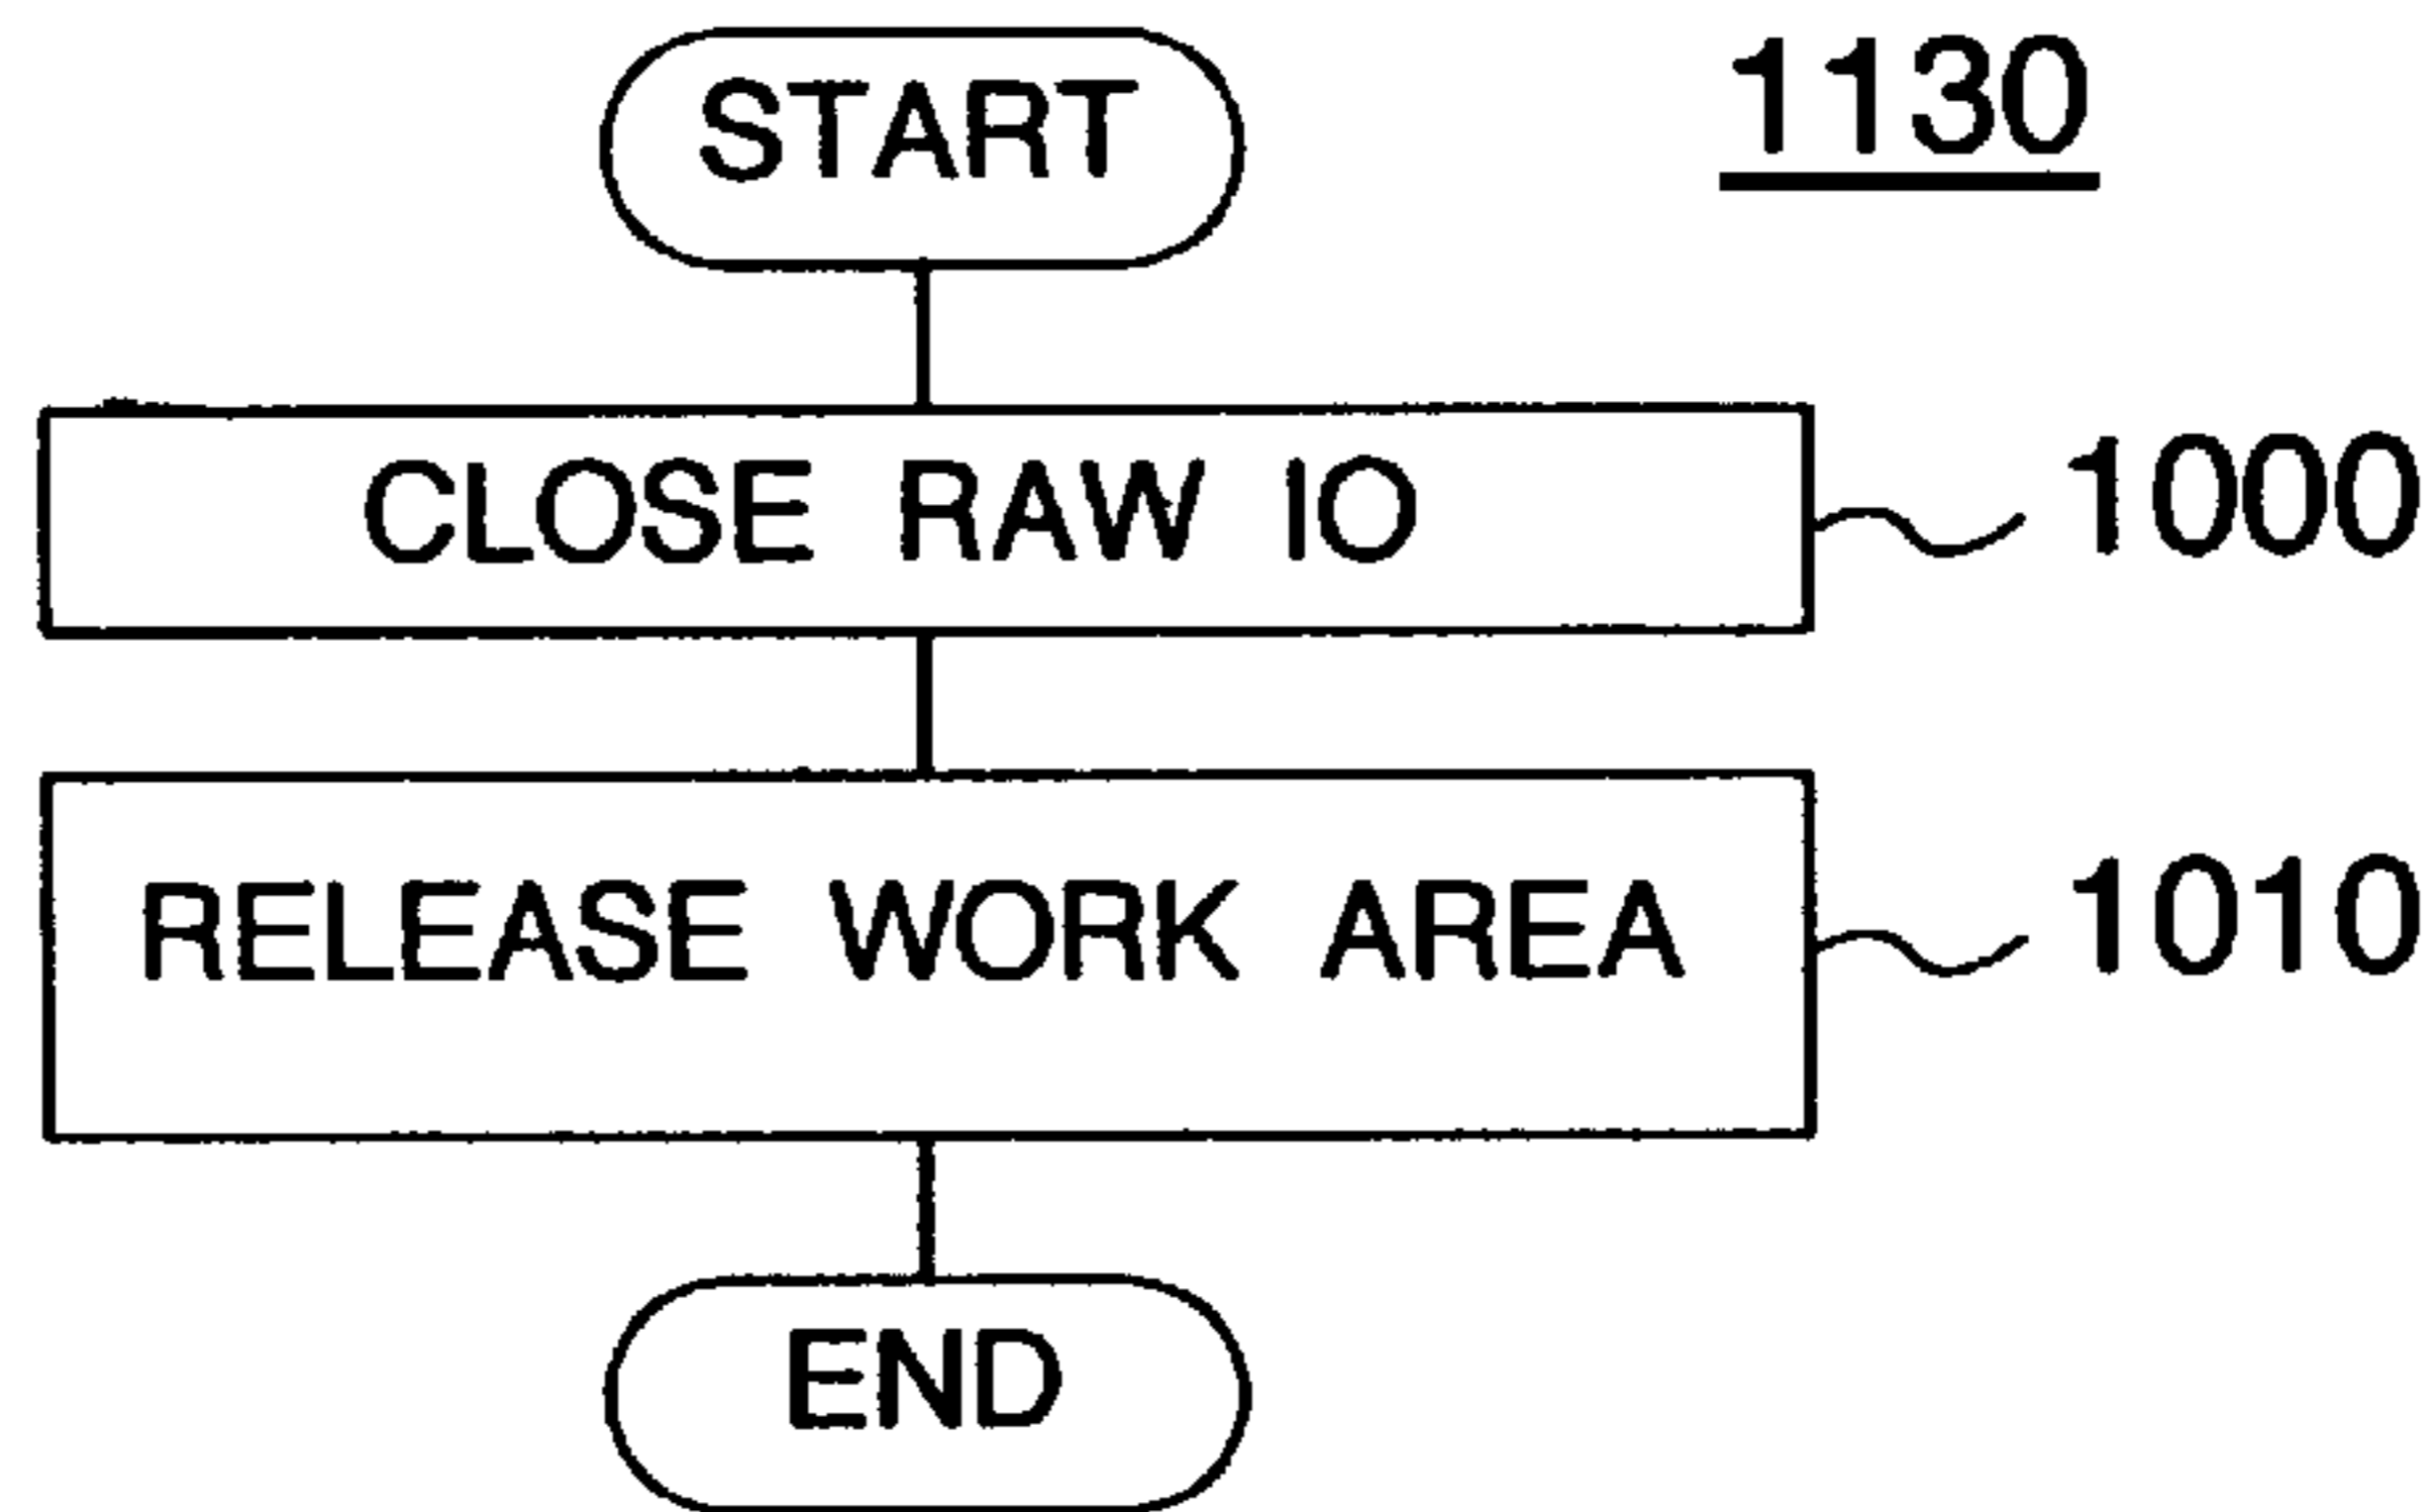 START
1130
CLOSE RAW IO
1000
RELEASE WORK AREA
1010
END